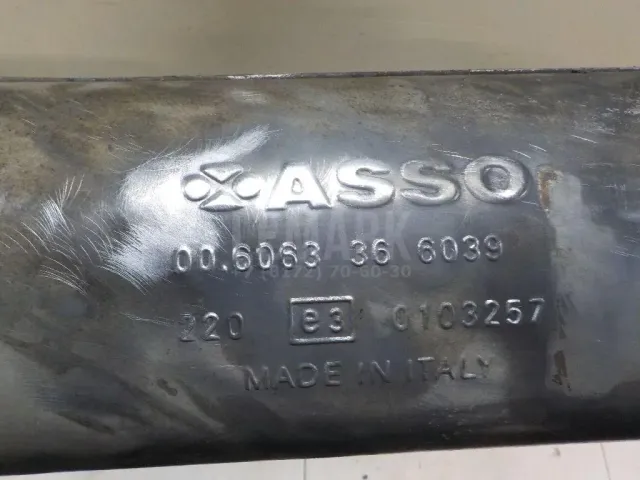 ASSO
00.6063 36 6039
220 e3 0103257
MADE IN ITALY